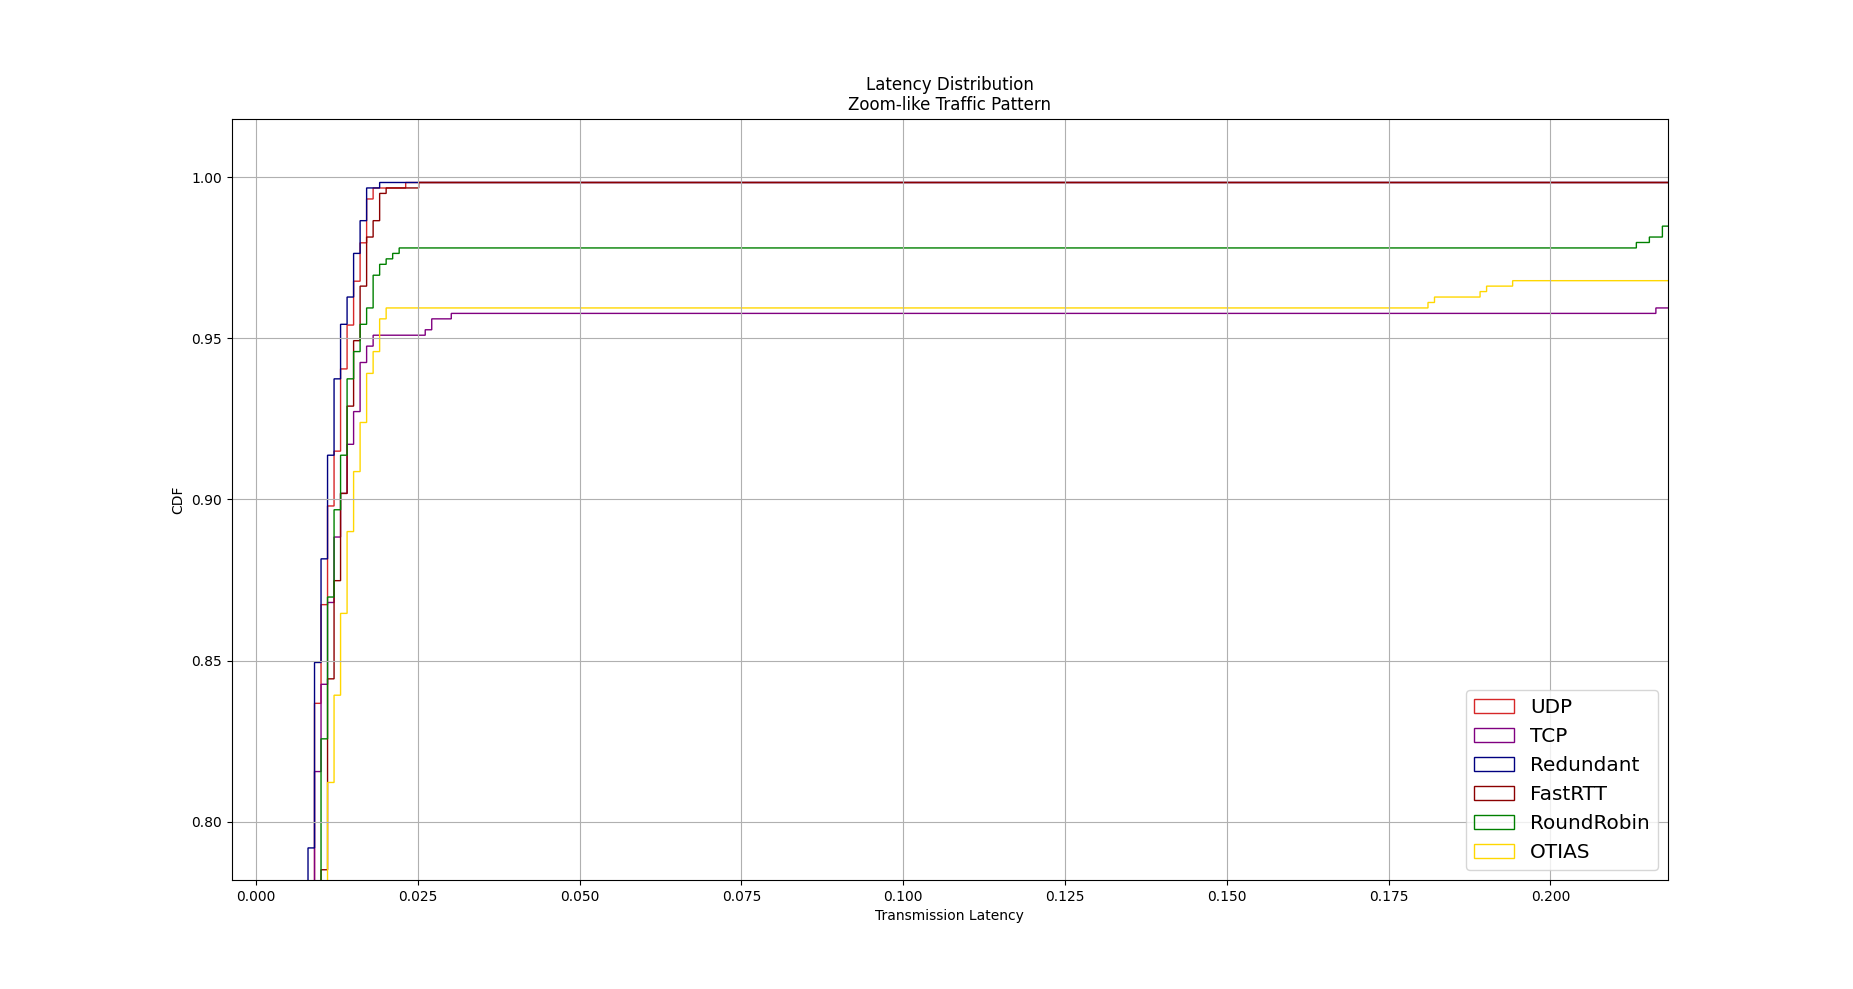 Latency Distribution
Zoom-like Traffic Pattern
1.00
0.95
0.90
0.85
0.80
CDF
0.000 0.025 0.050 0.075 0.100 0.125 0.150 0.175 0.200
Transmission Latency
UDP
TCP
Redundant
FastRTT
RoundRobin
OTIAS